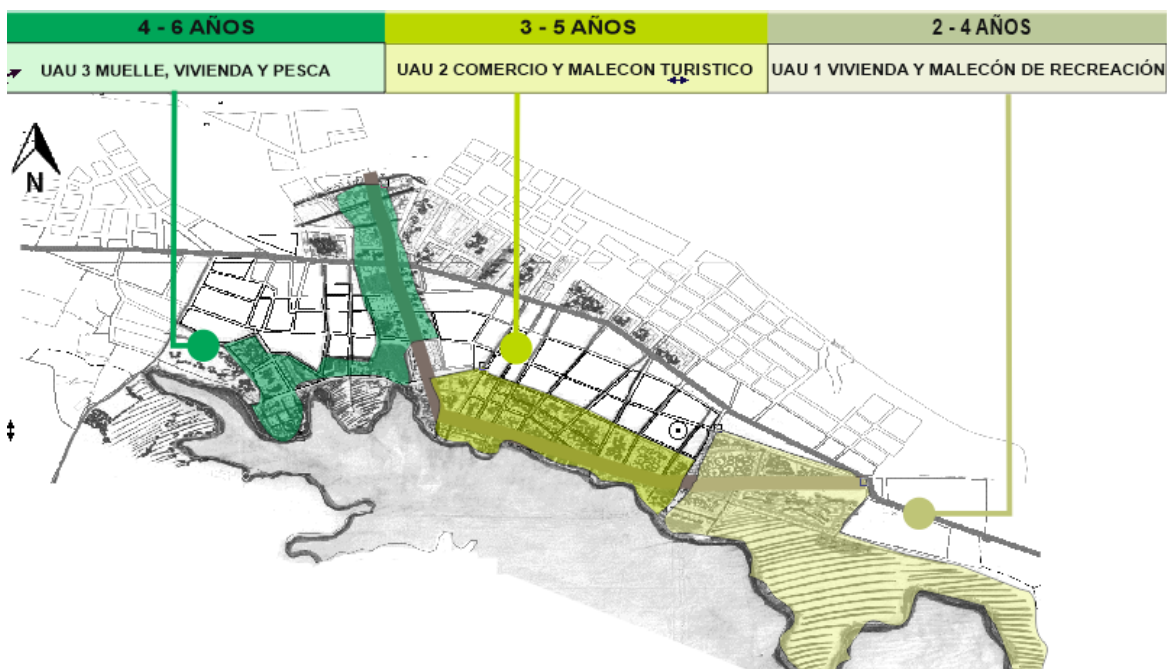 4 - 6 AÑOS
3 - 5 AÑOS
2 - 4 AÑOS
UAU 3 MUELLE, VIVIENDA Y PESCA
UAU 2 COMERCIO Y MALECON TURISTICO
UAU 1 VIVIENDA Y MALECÓN DE RECREACIÓN
N